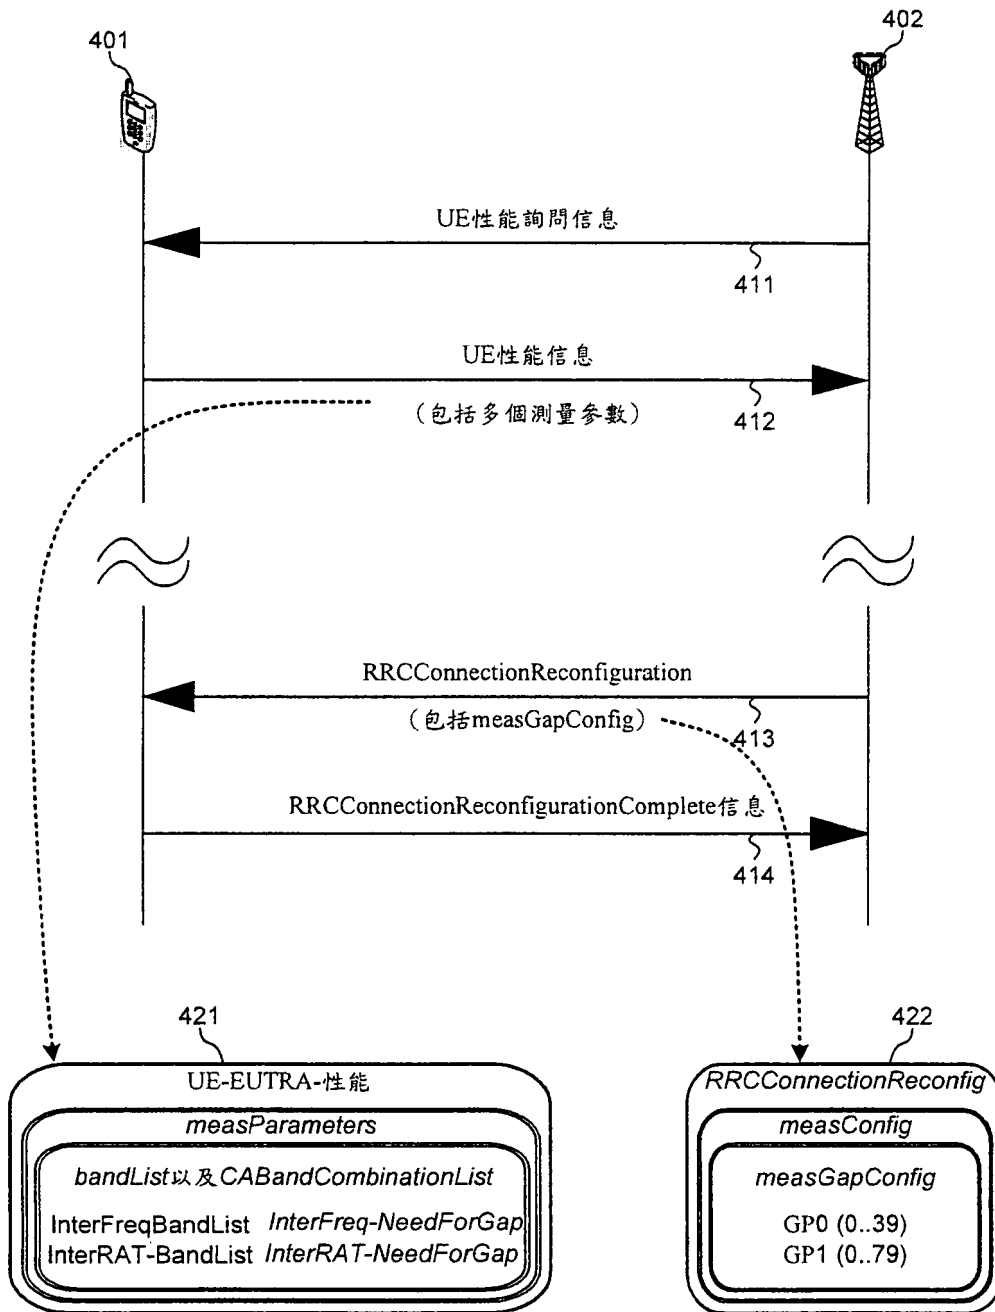 401
402
UE性能詢問信息
411
UE性能信息
(包括多個測量參數)
412
RRCConnectionReconfiguration
(包括measGapConfig)
413
RRCConnectionReconfigurationComplete信息
414
421
422
UE-EUTRA-性能
measParameters
bandList以及CABandCombinationList
InterFreqBandList InterFreq-NeedForGap
InterRAT-BandList InterRAT-NeedForGap
RRCConnectionReconfig
measConfig
measGapConfig
GP0 (0..39)
GP1 (0..79)